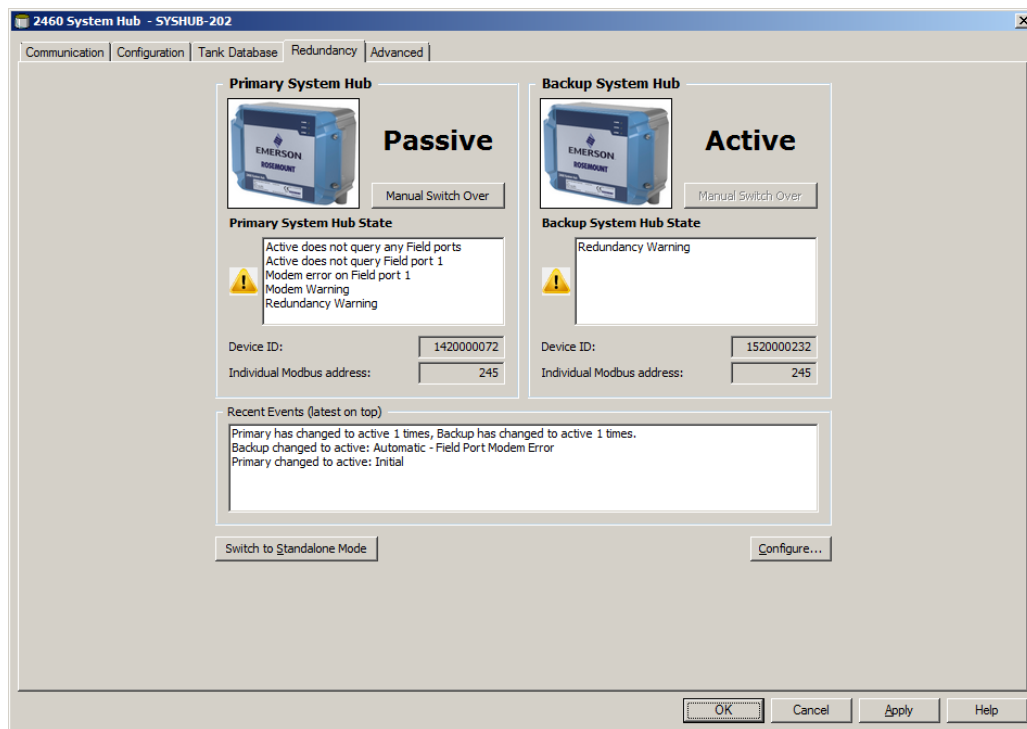 2460 System Hub - SYSHUB-202
Communication Configuration Tank Database Redundancy Advanced
Primary System Hub
EMERSON
ROSEMOUNT
Passive
Manual Switch Over
Primary System Hub State
Active does not query any Field ports
Active does not query Field port 1
Modem error on Field port 1
Modem Warning
Redundancy Warning
Device ID: 1420000072
Individual Modbus address: 245
Backup System Hub
EMERSON
ROSEMOUNT
Active
Manual Switch Over
Backup System Hub State
Redundancy Warning
Device ID: 1520000232
Individual Modbus address: 245
Recent Events (latest on top)
Primary has changed to active 1 times, Backup has changed to active 1 times.
Backup changed to active: Automatic - Field Port Modem Error
Primary changed to active: Initial
Switch to Standalone Mode Configure...
OK Cancel Apply Help